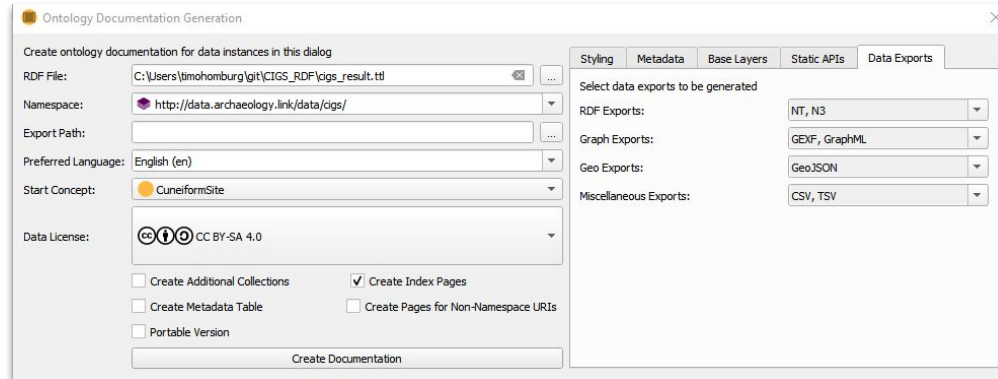 Ontology Documentation Generation
Create ontology documentation for data instances in this dialog
RDF File: C:\Users\timohomburg\git\CIGS_RDF\cigs_result.ttl ...
Namespace: http://data.archaeology.link/data/cigs/
Export Path: ...
Preferred Language: English (en)
Start Concept: CuneiformSite
Data License: CC BY-SA 4.0
Create Additional Collections Create Index Pages
Create Metadata Table Create Pages for Non-Namespace URIs
Portable Version
Create Documentation
Styling Metadata Base Layers Static APIs Data Exports
Select data exports to be generated
RDF Exports: NT, N3
Graph Exports: GEXF, GraphML
Geo Exports: GeoJSON
Miscellaneous Exports: CSV, TSV